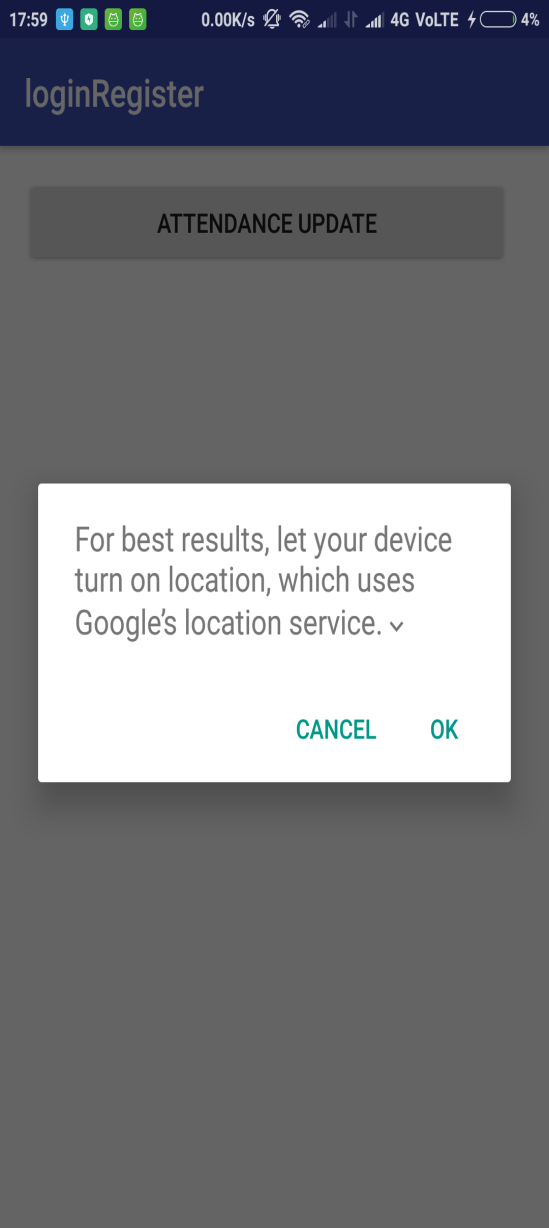 17:59 0.00K/s 4G VoLTE 4%
loginRegister
ATTENDANCE UPDATE
For best results, let your device
turn on location, which uses
Google’s location service.
CANCEL OK